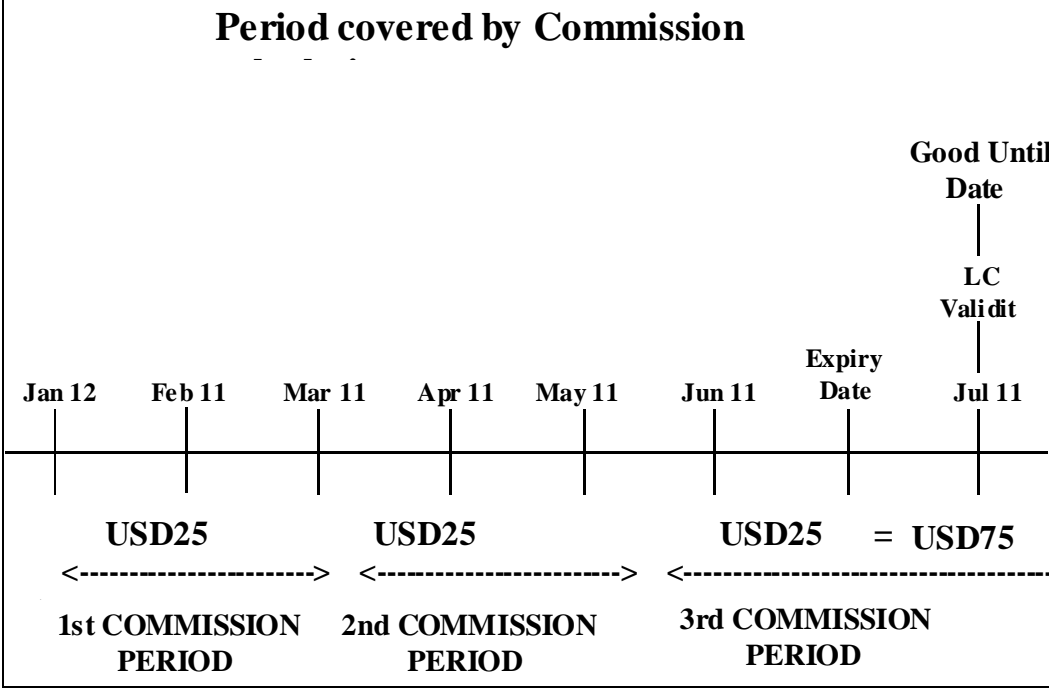 Period covered by Commission
Good Until
Date
LC
Validit
Expiry
Date
Jan 12 Feb 11 Mar 11 Apr 11 May 11 Jun 11 Jul 11
USD25 USD25 USD25 = USD75
<-----------------------> <------------------------> <------------------------------------
1st COMMISSION
PERIOD
2nd COMMISSION
PERIOD
3rd COMMISSION
PERIOD